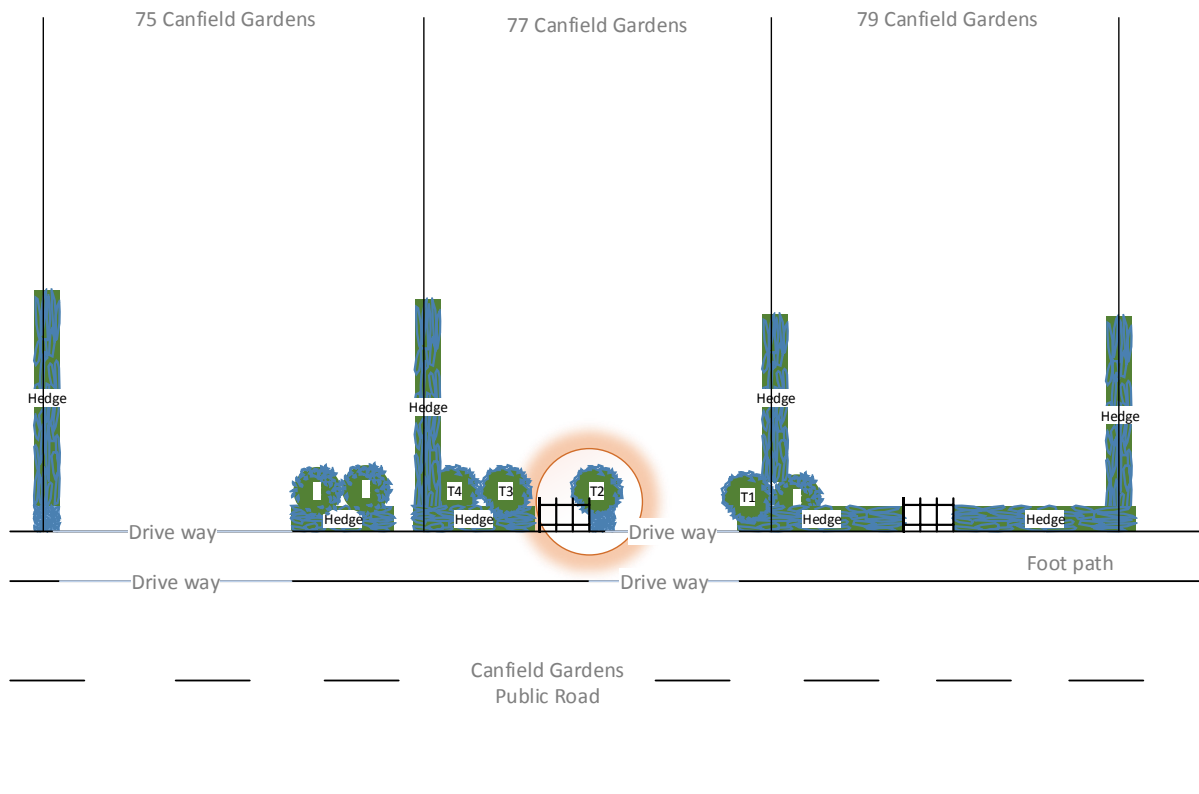 75 Canfield Gardens
77 Canfield Gardens
79 Canfield Gardens
Hedge
Hedge
Hedge
Hedge
T4
T3
T2
T1
Hedge
Hedge
Hedge
Hedge
Drive way
Drive way
Foot path
Drive way
Drive way
Canfield Gardens
Public Road